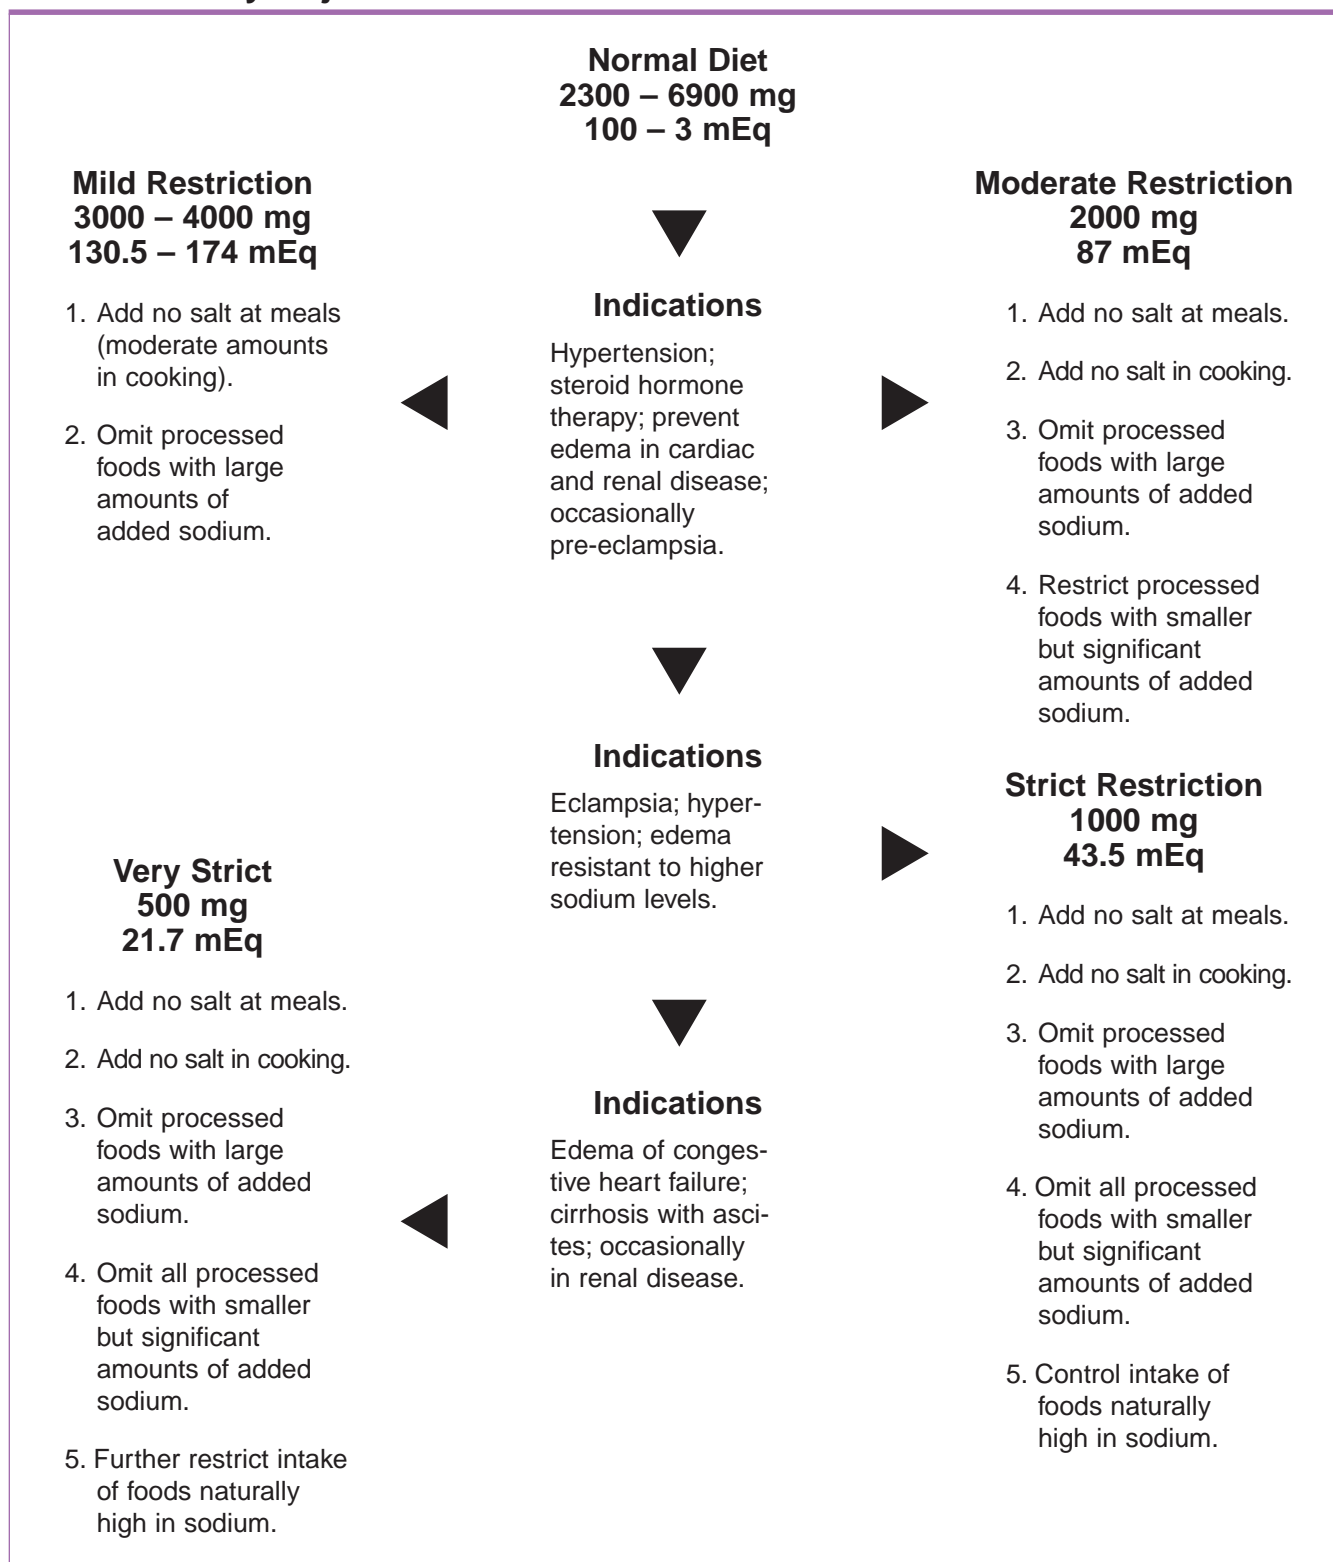 Normal Diet
2300 – 6900 mg
100 – 3 mEq
Mild Restriction
3000 – 4000 mg
130.5 – 174 mEq
1. Add no salt at meals
(moderate amounts
in cooking).
2. Omit processed
foods with large
amounts of
added sodium.
Indications
Hypertension;
steroid hormone
therapy; prevent
edema in cardiac
and renal disease;
occasionally
pre-eclampsia.
Moderate Restriction
2000 mg
87 mEq
1. Add no salt at meals.
2. Add no salt in cooking.
3. Omit processed
foods with large
amounts of added
sodium.
4. Restrict processed
foods with smaller
but significant
amounts of added
sodium.
Indications
Eclampsia; hyper-
tension; edema
resistant to higher
sodium levels.
Strict Restriction
1000 mg
43.5 mEq
1. Add no salt at meals.
2. Add no salt in cooking.
3. Omit processed
foods with large
amounts of added
sodium.
4. Omit all processed
foods with smaller
but significant
amounts of added
sodium.
5. Control intake of
foods naturally
high in sodium.
Very Strict
500 mg
21.7 mEq
1. Add no salt at meals.
2. Add no salt in cooking.
3. Omit processed
foods with large
amounts of added
sodium.
4. Omit all processed
foods with smaller
but significant
amounts of added
sodium.
5. Further restrict intake
of foods naturally
high in sodium.
Indications
Edema of conges-
tive heart failure;
cirrhosis with asci-
tes; occasionally
in renal disease.